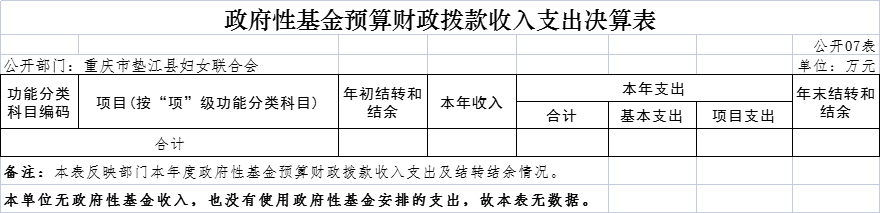 政府性基金预算财政拨款收入支出决算表
公开07表
公开部门：重庆市垫江县妇女联合会 单位：万元
功能分类科目编码 项目(按“项”级功能分类科目) 年初结转和结余 本年收入 本年支出 年末结转和结余
合计 基本支出 项目支出
合计
备注：本表反映部门本年度政府性基金预算财政拨款收入支出及结转结余情况。
本单位无政府性基金收入，也没有使用政府性基金安排的支出，故本表无数据。